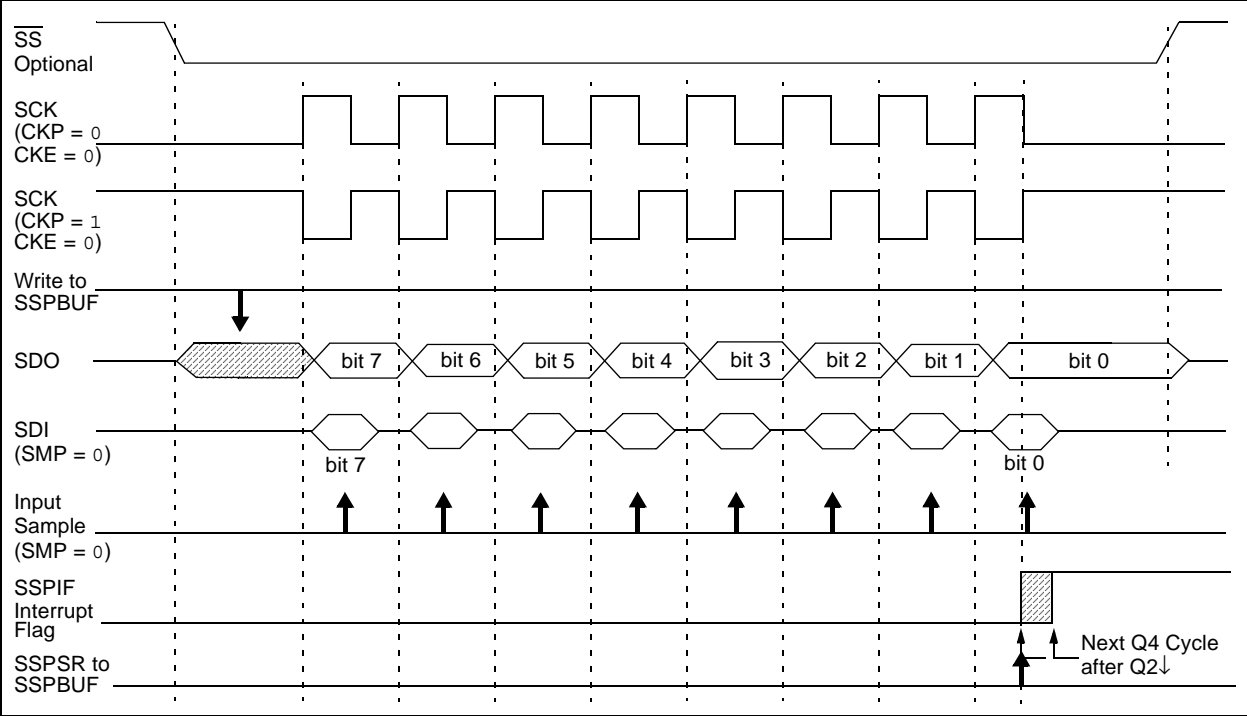 SS
Optional
SCK
(CKP = 0
CKE = 0)
SCK
(CKP = 1
CKE = 0)
Write to
SSPBUF
SDO
bit 7
bit 6
bit 5
bit 4
bit 3
bit 2
bit 1
bit 0
SDI
(SMP = 0)
bit 7
bit 0
Input
Sample
(SMP = 0)
SSPIF
Interrupt
Flag
Next Q4 Cycle
after Q2↓
SSPSR to
SSPBUF